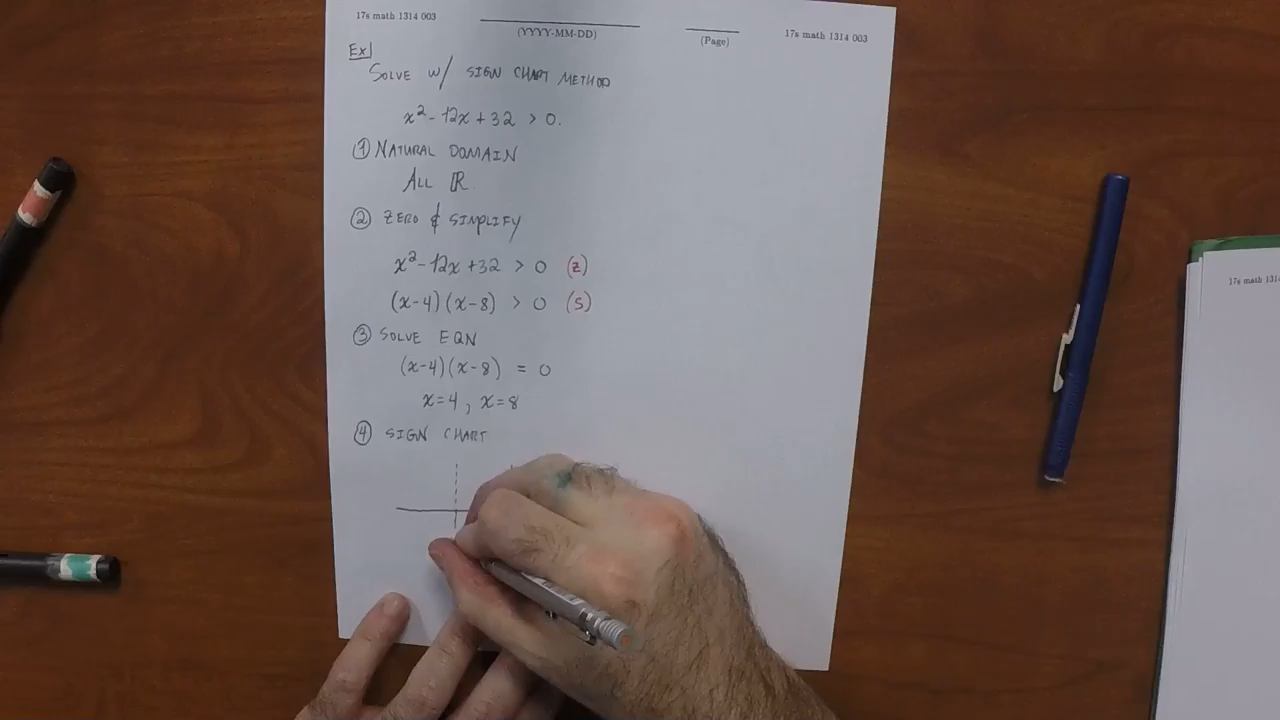 17s math 1314 003
(YYYY-MM-DD)
(Page)
17s math 1314 003
Ex]
SOLVE W/ SIGN CHART METHOD
x² - 12x + 32 > 0.
① NATURAL DOMAIN
ALL ℝ
② ZERO & SIMPLIFY
x² - 12x + 32 > 0 (Z)
(x-4)(x-8) > 0 (S)
③ SOLVE EQN
(x-4)(x-8) = 0
x=4, x=8
④ SIGN CHART
17s math 131